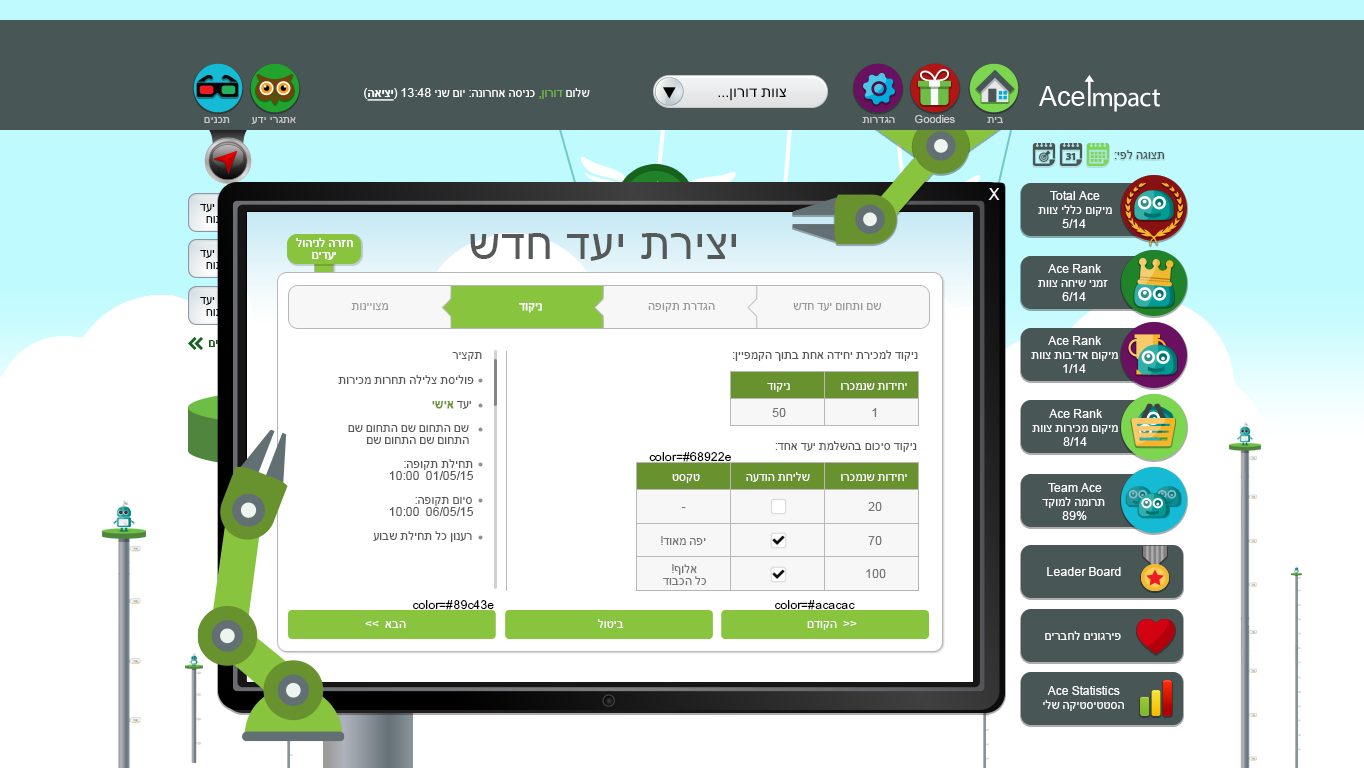 AceImpact
בית
Goodies
הגדרות
צוות דורון...
שלום דורון, כניסה אחרונה: יום שני 13:48 (יציאה)
אתגרי ידע
תכנים
תצוגה לפי:
31
Total Ace
מיקום כללי צוות
5/14
Ace Rank
זמני שיחה צוות
6/14
Ace Rank
מיקום אדיבות צוות
1/14
Ace Rank
מיקום מכירות צוות
8/14
Team Ace
תרומה למוקד
89%
Leader Board
פירגונים לחברים
Ace Statistics
הסטטיסטיקה שלי
X
יצירת יעד חדש
חזרה לניהול
יעדים
שם ותחום יעד חדש
הגדרת תקופה
ניקוד
מצויינות
ניקוד למכירת יחידה אחת בתוך הקמפיין:
יחידות שנמכרו ניקוד
1 50
ניקוד סיכום בהשלמת יעד אחד:
color=#68922e
יחידות שנמכרו שליחת הודעה טקסט
20 -
70 יפה מאוד!
100 אלוף!
כל הכבוד
תקציר
• פוליסת צלילה תחרות מכירות
• יעד אישי
• שם התחום שם התחום שם
התחום שם התחום שם
• תחילת תקופה:
01/05/15 10:00
• סיום תקופה:
06/05/15 10:00
• רענון כל תחילת שבוע
color=#acacac
color=#89c43e
<< הקודם
ביטול
הבא >>
יעד
יעד
יעד